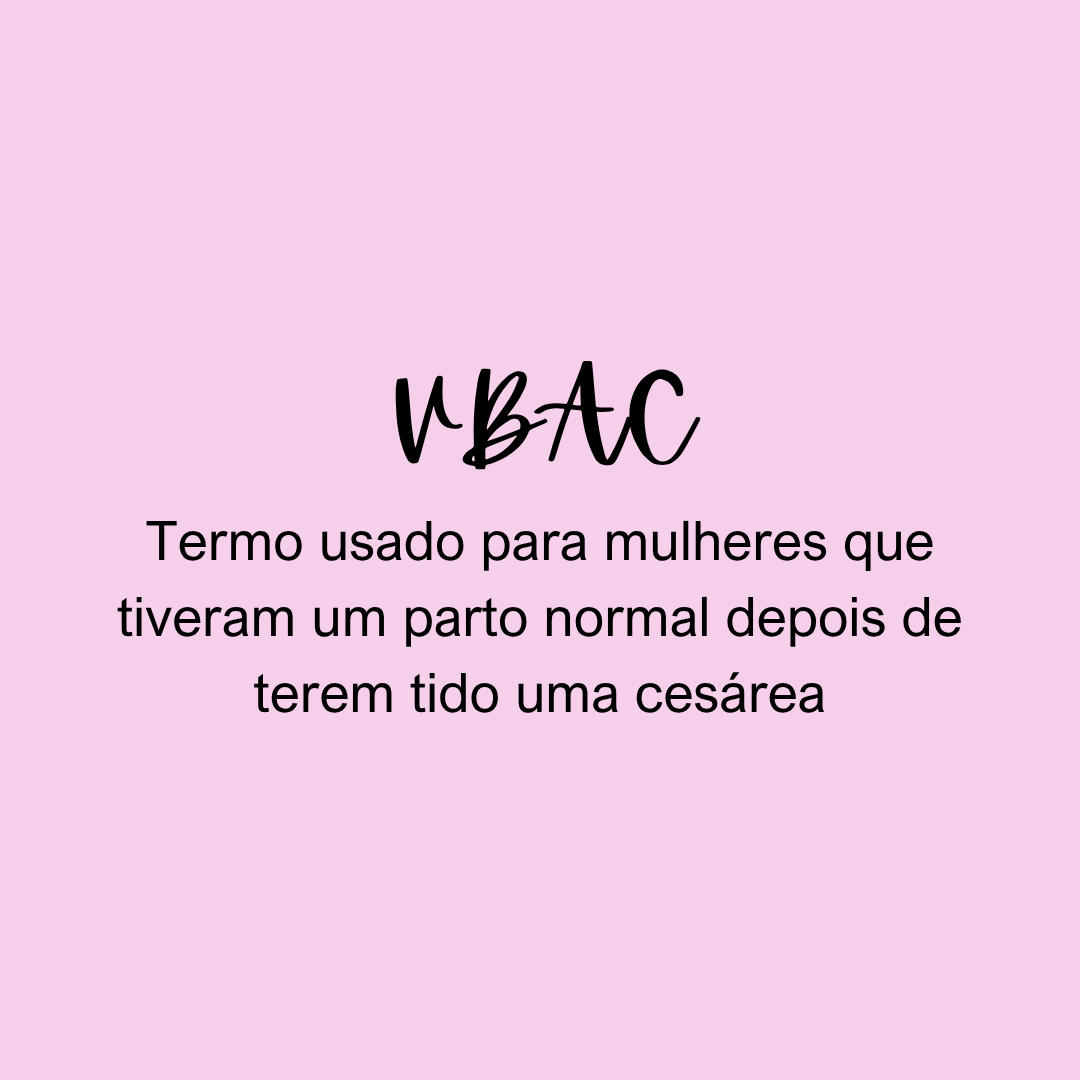 VBAC
Termo usado para mulheres que
tiveram um parto normal depois de
terem tido uma cesárea